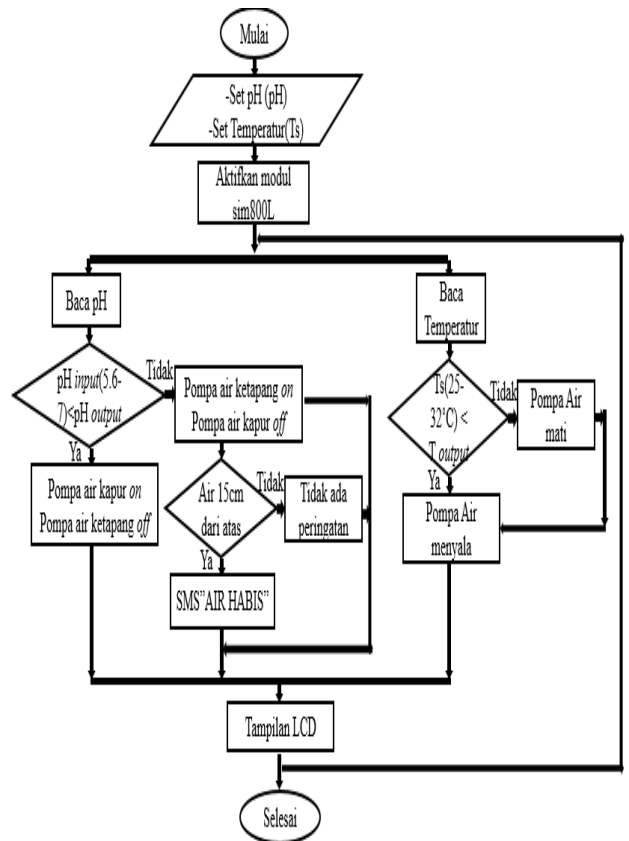 Mulai
-Set pH (pH)
-Set Temperatur(Ts)
Aktifkan modul
sim800L
Baca pH
Baca
Temperatur
pH input(5.6-
7)<pH output
Tidak
Ya
Pompa air ketapang on
Pompa air kapur off
Ts(25-
32°C) <
T output
Tidak
Ya
Pompa Air
mati
Pompa air kapur on
Pompa air ketapang off
Air 15cm
dari atas
Tidak
Ya
Tidak ada
peringatan
Pompa Air
menyala
SMS"AIR HABIS"
Tampilan LCD
Selesai